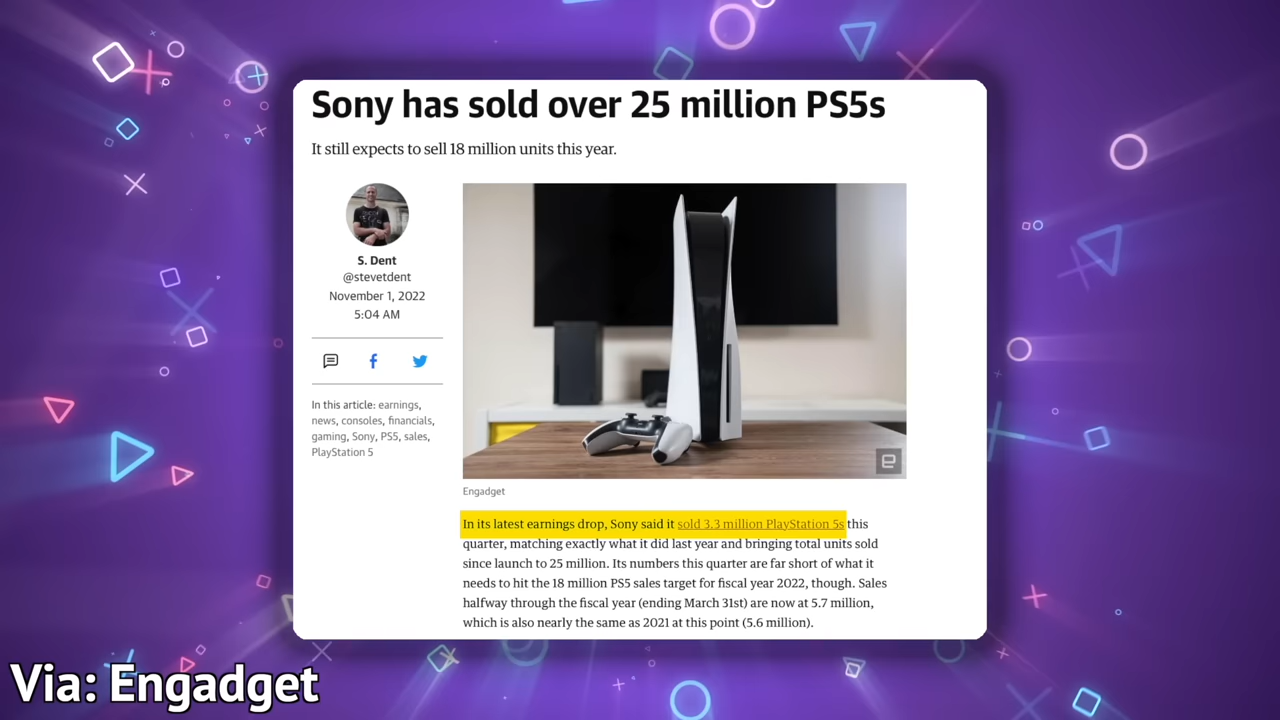 Sony has sold over 25 million PS5s
It still expects to sell 18 million units this year.
S. Dent
@stevetdent
November 1, 2022
5:04 AM
In this article: earnings,
news, consoles, financials,
gaming, Sony, PS5, sales,
PlayStation 5
Engadget
In its latest earnings drop, Sony said it sold 3.3 million PlayStation 5s this
quarter, matching exactly what it did last year and bringing total units sold
since launch to 25 million. Its numbers this quarter are far short of what it
needs to hit the 18 million PS5 sales target for fiscal year 2022, though. Sales
halfway through the fiscal year (ending March 31st) are now at 5.7 million,
which is also nearly the same as 2021 at this point (5.6 million).
Via: Engadget